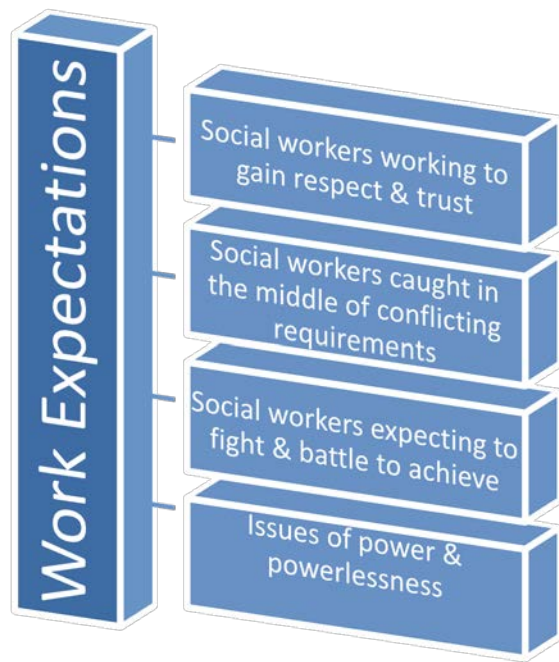 Work Expectations
Social workers working to
gain respect & trust
Social workers caught in
the middle of conflicting
requirements
Social workers expecting to
fight & battle to achieve
Issues of power &
powerlessness